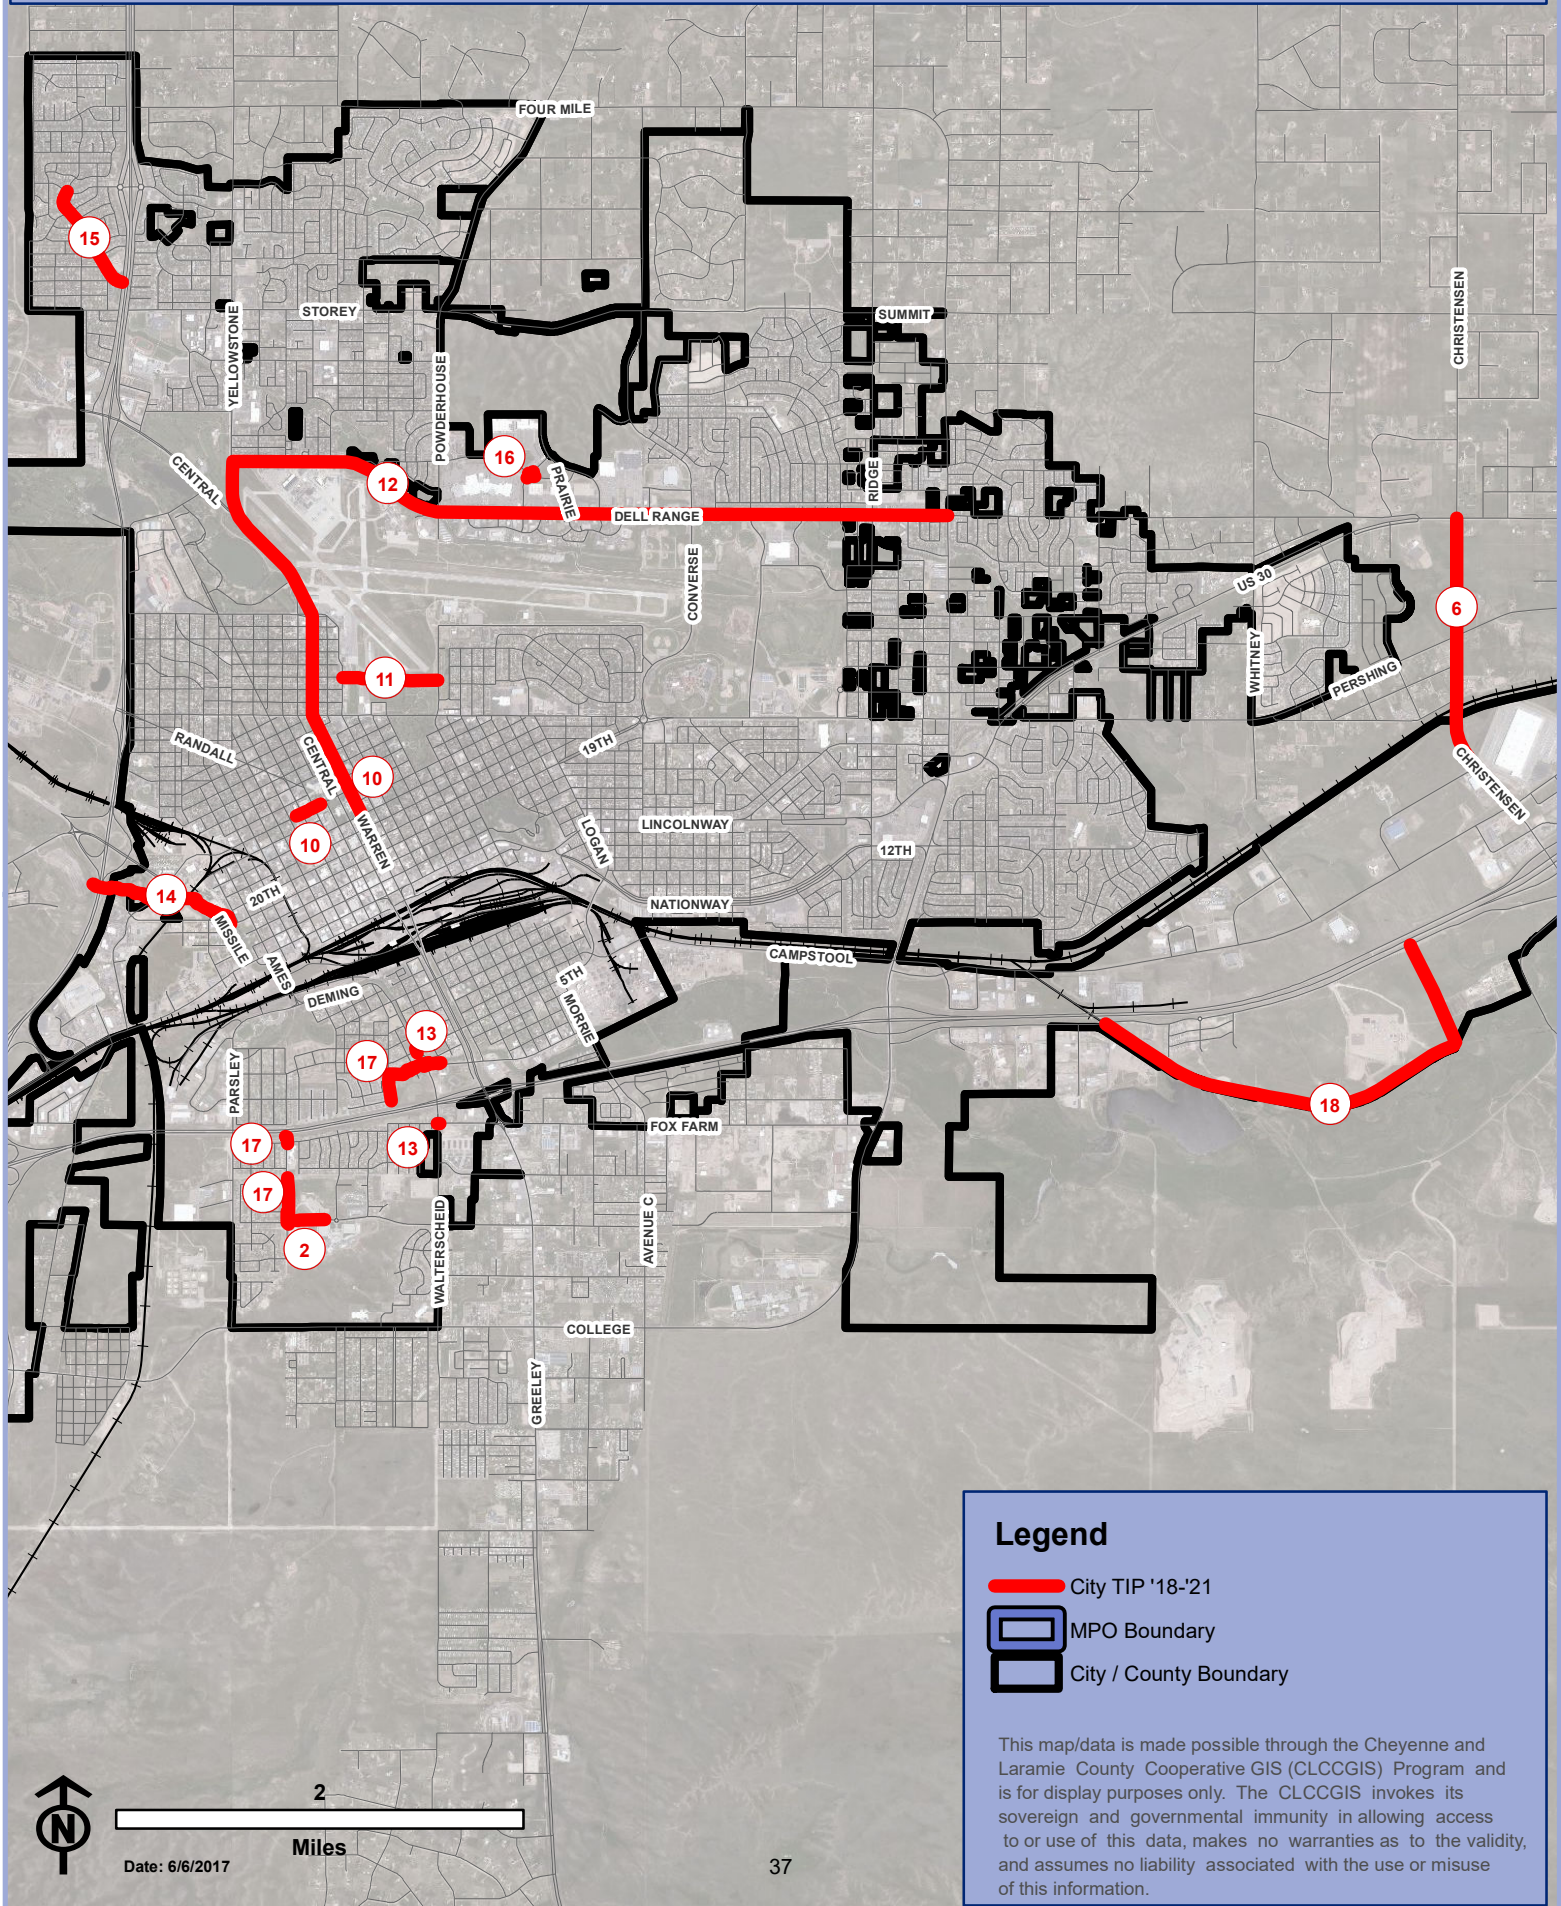 FOUR MILE
15
CHRISTENSEN
STOREY
SUMMIT
YELLOWSTONE
POWDERHOUSE
16
CENTRAL
12
PRAIRIE
RIDGE
DELL RANGE
CONVERSE
US 30
6
WHITNEY
11
PERSHING
RANDALL
CENTRAL
19TH
10
CHRISTENSEN
10
WARREN
LOGAN
LINCOLNWAY
12TH
14
20TH
NATIONWAY
MISSILE
AMES
CAMPSTOOL
5TH
DEMING
MORRIE
13
17
PARSLEY
18
FOX FARM
17
13
17
WALTERSCHEID
AVENUE C
2
COLLEGE
GREELEY
Legend
City TIP '18-'21
MPO Boundary
City / County Boundary
This map/data is made possible through the Cheyenne and
Laramie County Cooperative GIS (CLCCGIS) Program and
is for display purposes only. The CLCCGIS invokes its
sovereign and governmental immunity in allowing access
to or use of this data, makes no warranties as to the validity,
and assumes no liability associated with the use or misuse
of this information.
2
N
Miles
Date: 6/6/2017
37